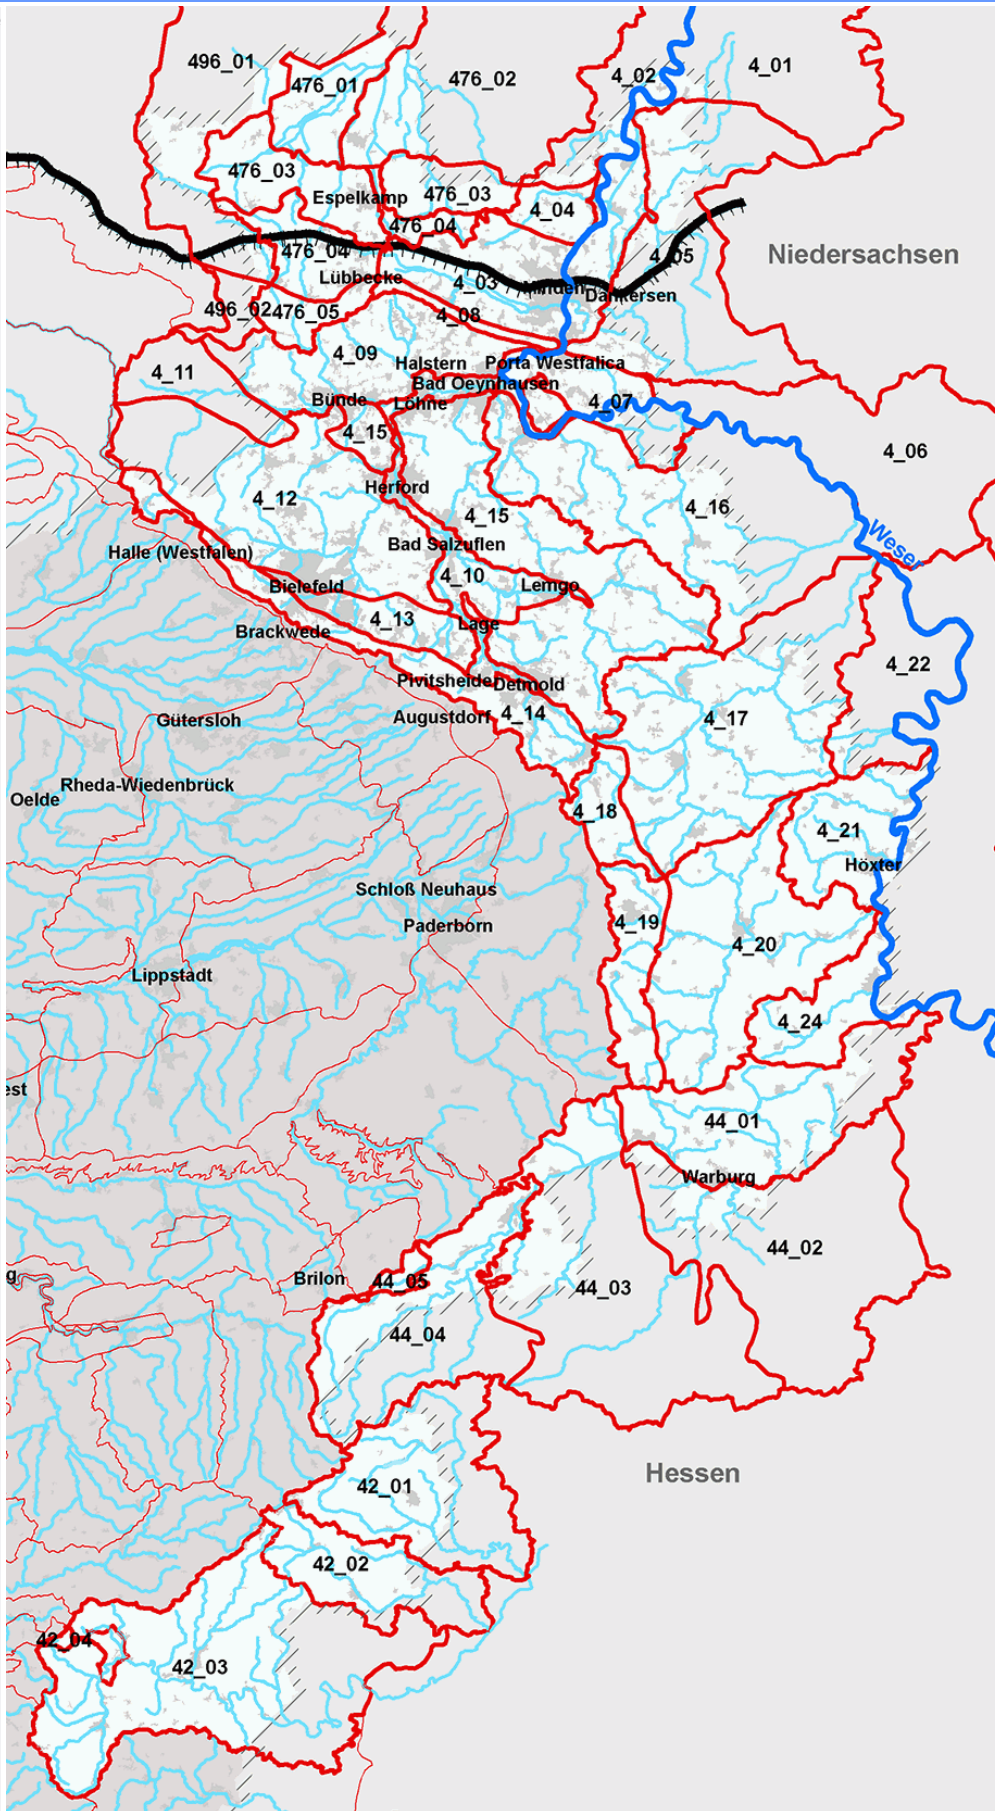 496_01
476_01
476_02
4_02
4_01
476_03
Espelkamp
476_03
4_04
476_04
476_04
4_05
Niedersachsen
Lübbecke
4_03
Minden
Dankersen
496_02
476_05
4_08
4_09
Halstern
Porta Westfalica
4_11
Bad Oeynhausen
Bünde
Löhne
4_07
4_15
4_06
Herford
4_12
4_15
4_16
Weser
Halle (Westfalen)
Bad Salzuflen
Bielefeld
4_10
Lemgo
4_13
Brackwede
Lage
4_22
Pivitsheide
Detmold
Gütersloh
Augustdorf
4_14
4_17
Rheda-Wiedenbrück
Oelde
4_18
4_21
Höxter
Schloß Neuhaus
Paderborn
4_19
4_20
Lippstadt
4_24
est
44_01
Warburg
44_02
g
Brilon
44_05
44_03
44_04
Hessen
42_01
42_02
42_04
42_03